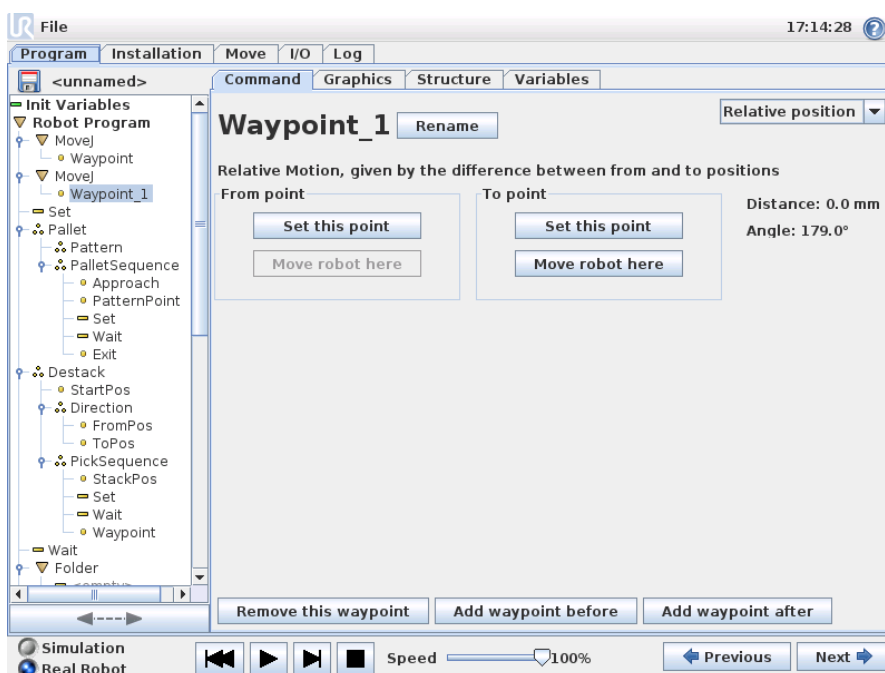 UR File 17:14:28 ?
Program Installation Move I/O Log
<unnamed>
Command Graphics Structure Variables
Init Variables
Robot Program
MoveJ
Waypoint
MoveJ
Waypoint_1
Set
Pallet
Pattern
PalletSequence
Approach
PatternPoint
Set
Wait
Exit
Destack
StartPos
Direction
FromPos
ToPos
PickSequence
StackPos
Set
Wait
Waypoint
Wait
Folder
<empty>
Waypoint_1 Rename
Relative position
Relative Motion, given by the difference between from and to positions
From point
Set this point
Move robot here
To point
Set this point
Move robot here
Distance: 0.0 mm
Angle: 179.0°
Remove this waypoint Add waypoint before Add waypoint after
Simulation
Real Robot
Speed 100%
Previous Next